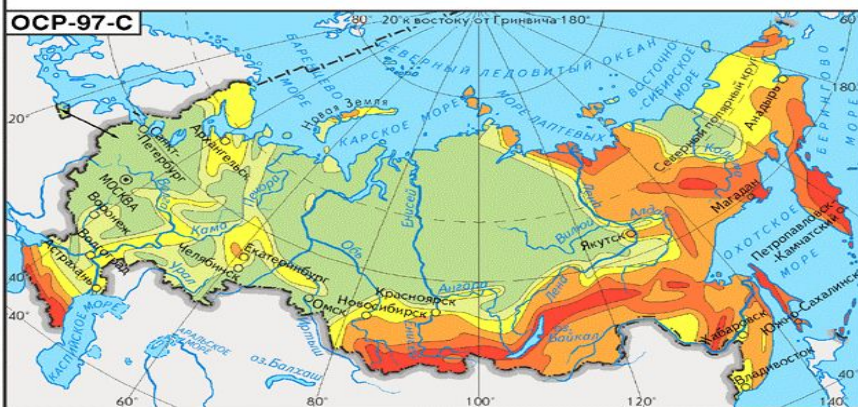 ОСР-97-С
80°
20° к востоку от Гринвича 180°
БАРЕНЦЕВО МОРЕ
СЕВЕРНЫЙ ЛЕДОВИТЫЙ ОКЕАН
ВОСТОЧНО-СИБИРСКОЕ МОРЕ
БЕРИНГОВО МОРЕ
180°
20°
Новая Земля
КАРСКОЕ МОРЕ
МОРЕ ЛАПТЕВЫХ
Северный полярный круг
Анадырь
Санкт-Петербург
Архангельск
Печора
Колыма
МОСКВА
Воронеж
Волга
Кама
Енисей
Лена
Вилюй
Алдан
Магадан
Петропавловск-Камчатский
Якутск
ОХОТСКОЕ МОРЕ
Волгоград
Астрахань
Урал
Челябинск
Екатеринбург
Обь
Ангара
Лена
40°
40°
Омск
Новосибирск
Красноярск
Иртыш
Енисей
оз. Байкал
Хабаровск
Южно-Сахалинск
Владивосток
КАСПИЙСКОЕ МОРЕ
АРАЛЬСКОЕ МОРЕ
оз.Балхаш
60°
80°
100°
120°
140°